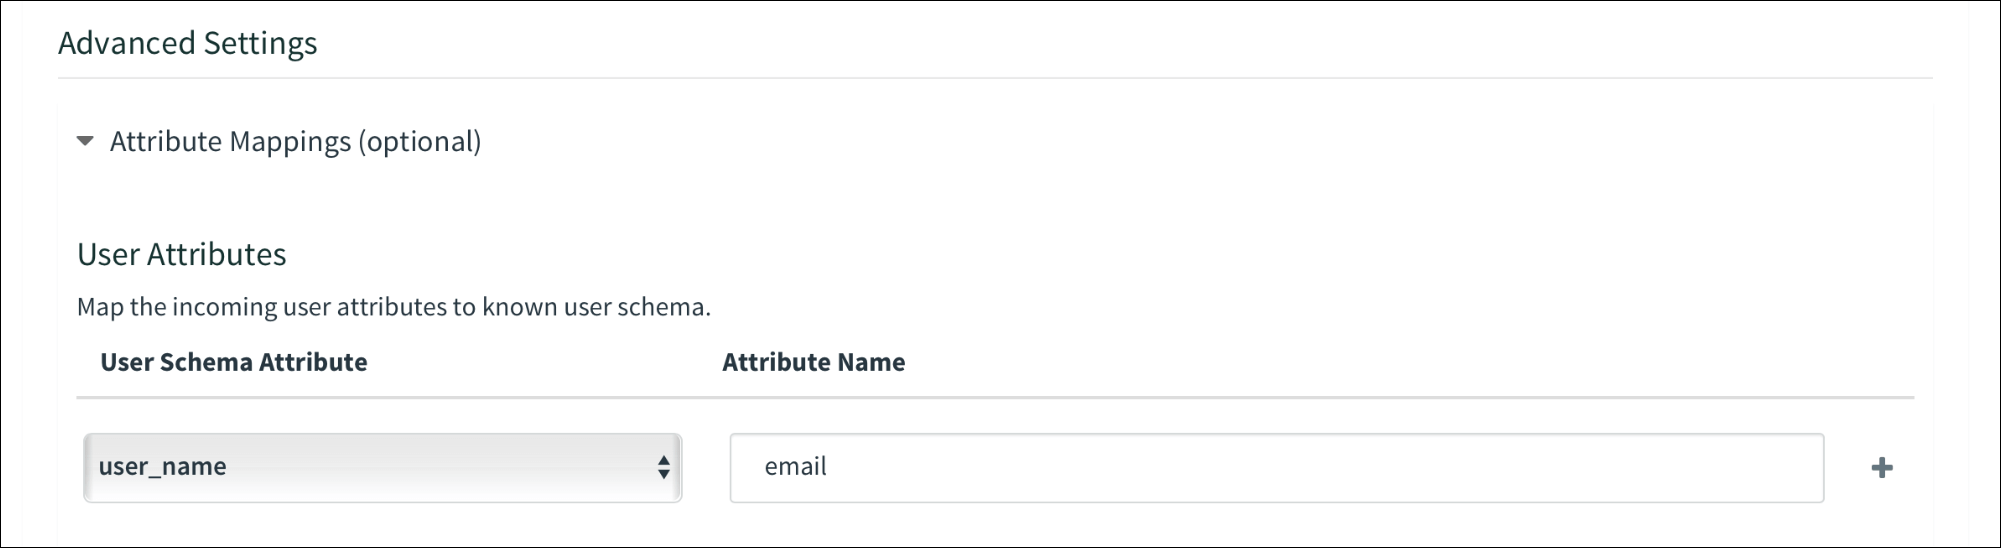 Advanced Settings
Attribute Mappings (optional)
User Attributes
Map the incoming user attributes to known user schema.
User Schema Attribute Attribute Name
user_name email